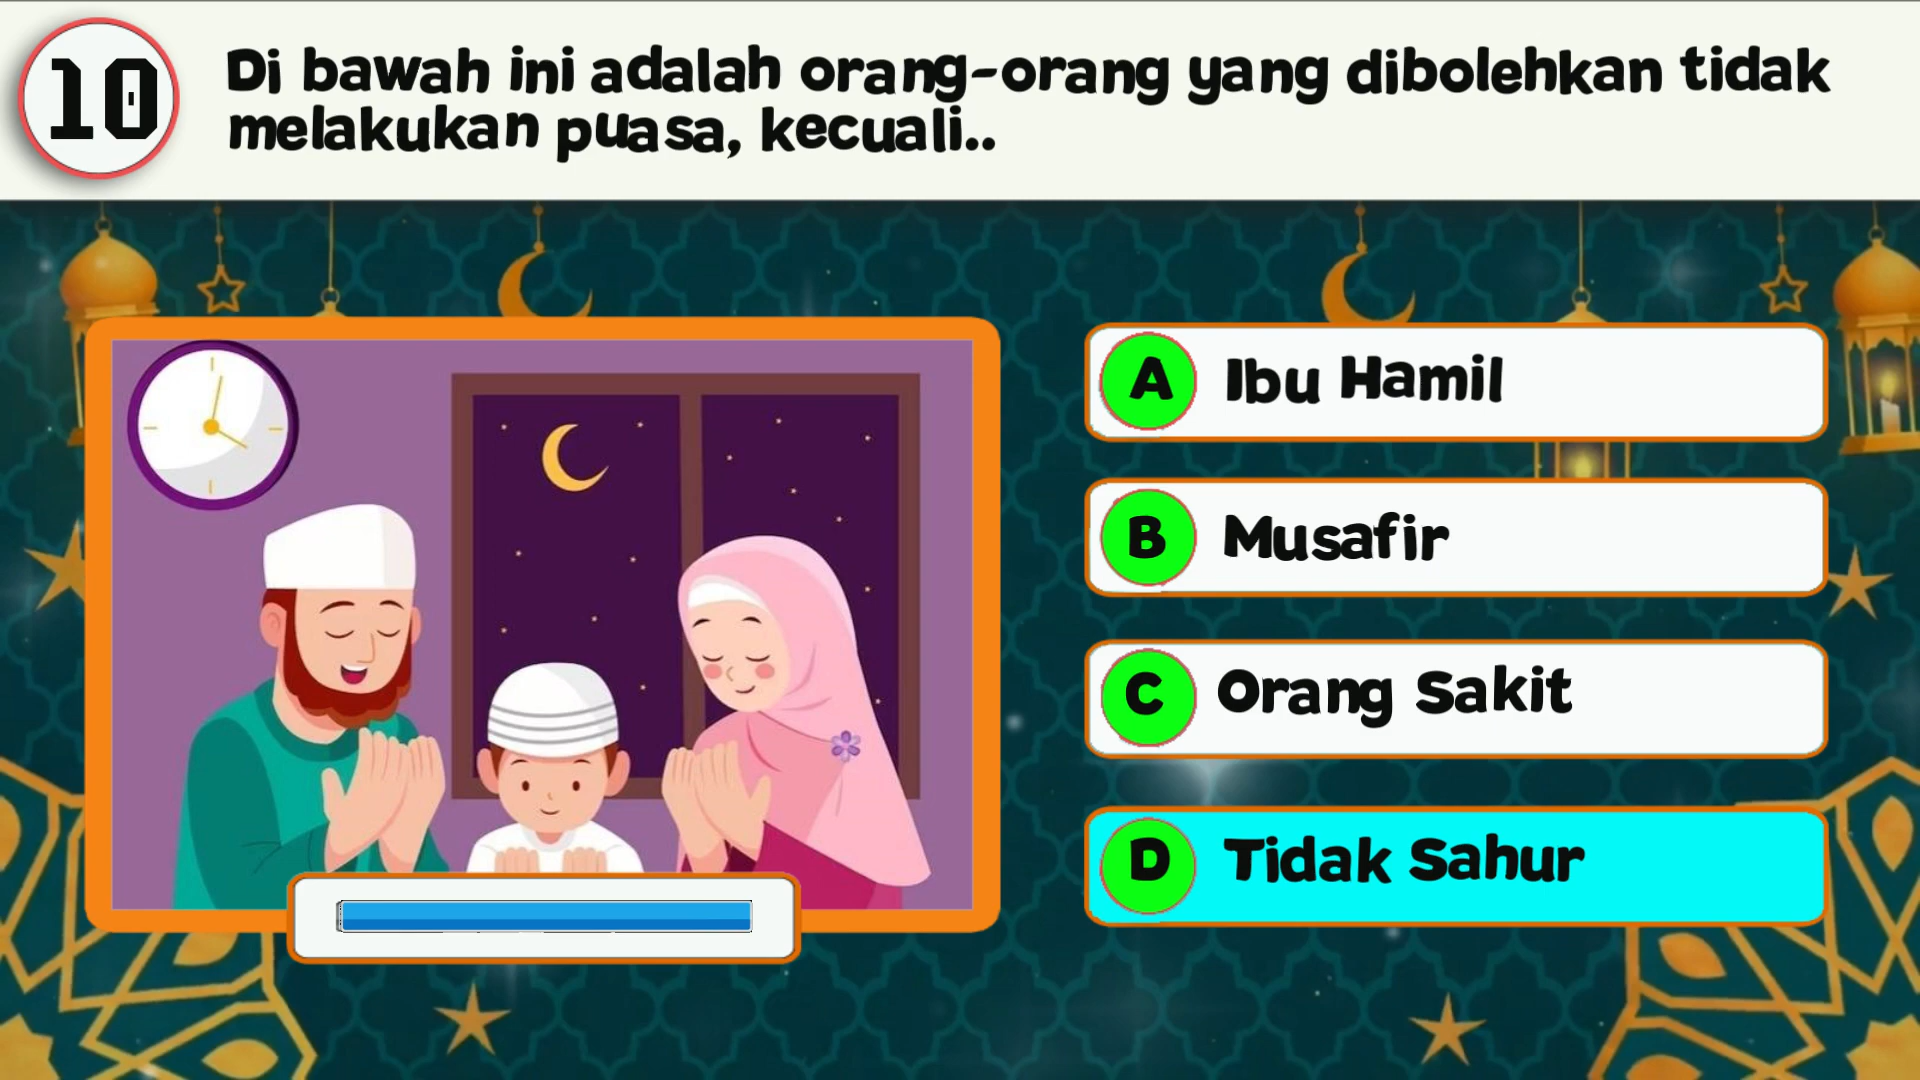 10
Di bawah ini adalah orang-orang yang dibolehkan tidak
melakukan puasa, kecuali..
A Ibu Hamil
B Musafir
C Orang Sakit
D Tidak Sahur